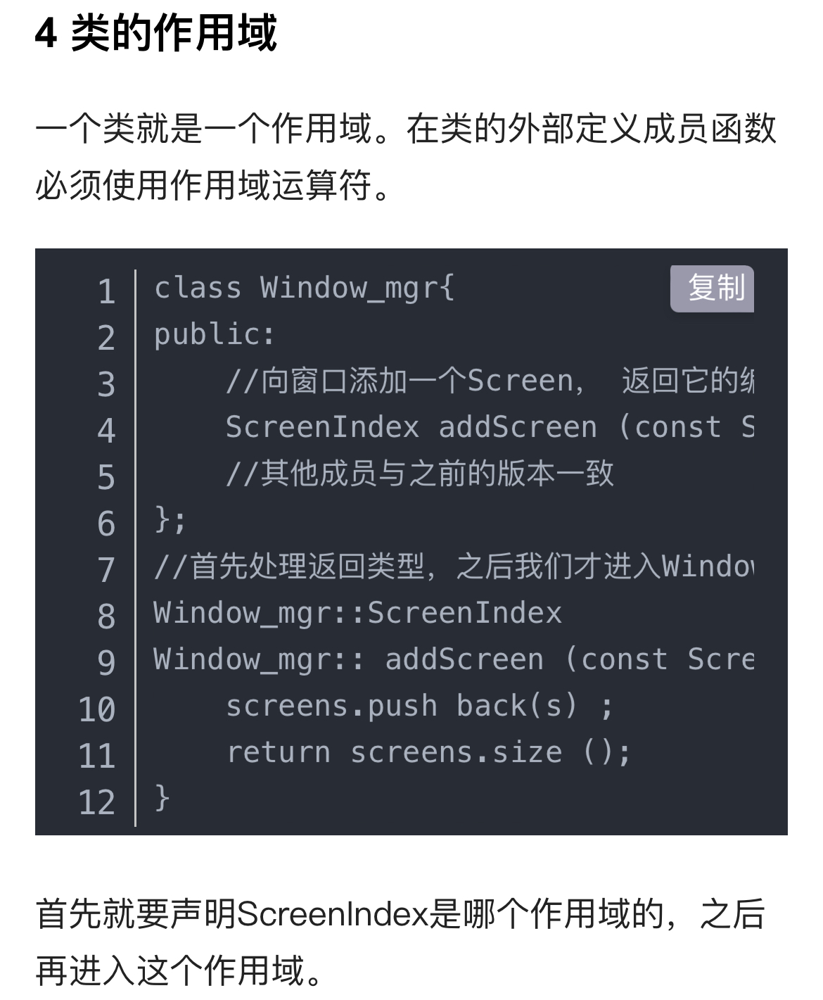 4 类的作用域
一个类就是一个作用域。在类的外部定义成员函数
必须使用作用域运算符。
复制
1 class Window_mgr{
2 public:
3     //向窗口添加一个Screen， 返回它的
4     ScreenIndex addScreen (const S
5     //其他成员与之前的版本一致
6 };
7 //首先处理返回类型，之后我们才进入Windo
8 Window_mgr::ScreenIndex
9 Window_mgr:: addScreen (const Scre
10     screens.push back(s) ;
11     return screens.size ();
12 }
首先就要声明ScreenIndex是哪个作用域的，之后
再进入这个作用域。